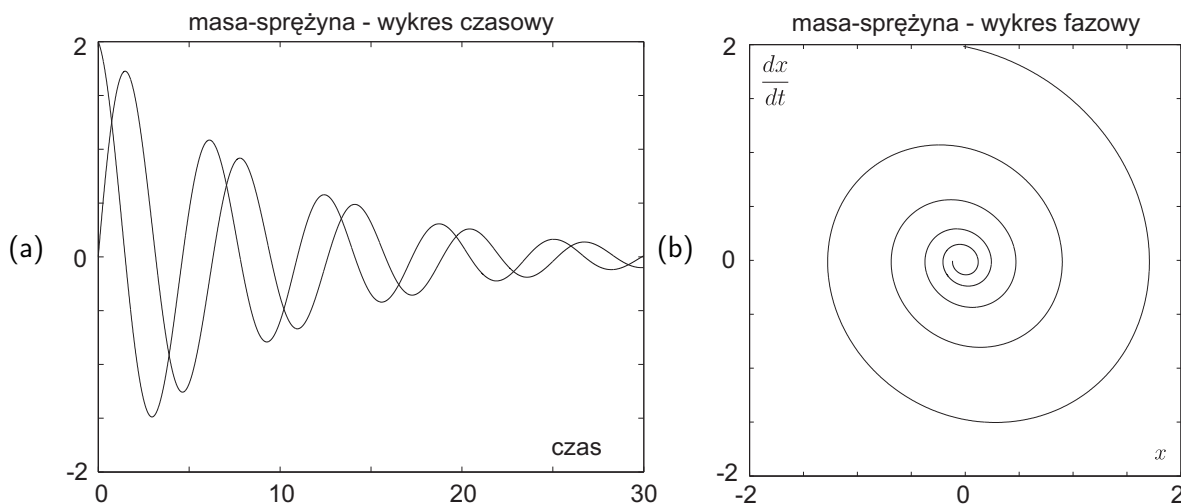 masa-sprężyna - wykres czasowy
2
0
-2
0
10
20
30
czas
(a)
masa-sprężyna - wykres fazowy
2
0
-2
-2
0
2
dx
dt
x
(b)